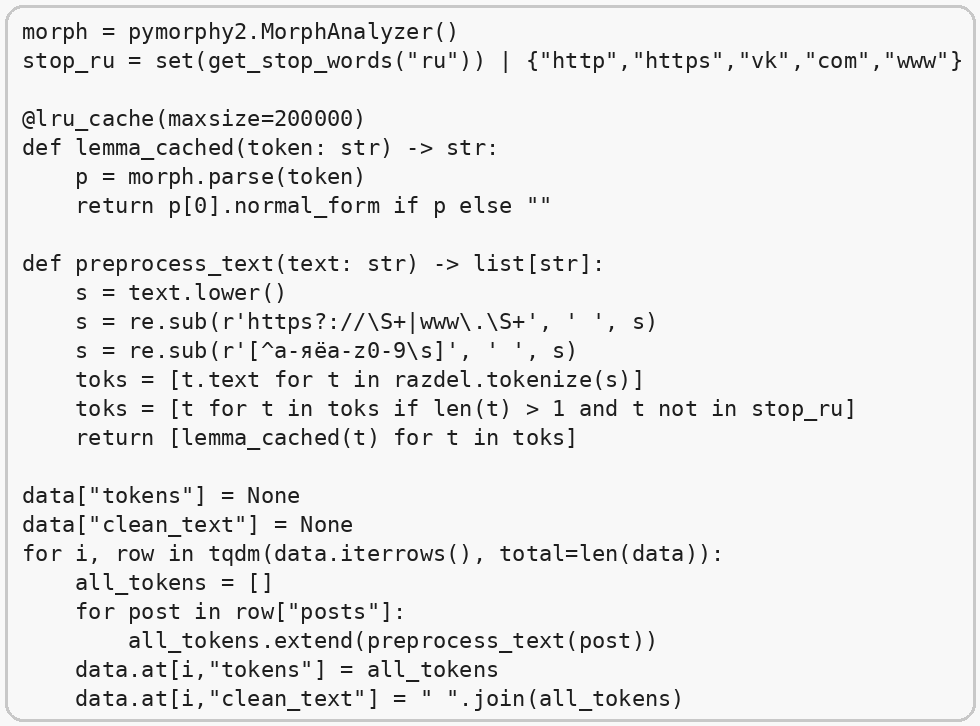 morph = pymorphy2.MorphAnalyzer()
stop_ru = set(get_stop_words("ru")) | {"http","https","vk","com","www"}

@lru_cache(maxsize=200000)
def lemma_cached(token: str) -> str:
    p = morph.parse(token)
    return p[0].normal_form if p else ""

def preprocess_text(text: str) -> list[str]:
    s = text.lower()
    s = re.sub(r'https?://\S+|www\.\S+', ' ', s)
    s = re.sub(r'[^а-яёa-z0-9\s]', ' ', s)
    toks = [t.text for t in razdel.tokenize(s)]
    toks = [t for t in toks if len(t) > 1 and t not in stop_ru]
    return [lemma_cached(t) for t in toks]

data["tokens"] = None
data["clean_text"] = None
for i, row in tqdm(data.iterrows(), total=len(data)):
    all_tokens = []
    for post in row["posts"]:
        all_tokens.extend(preprocess_text(post))
    data.at[i,"tokens"] = all_tokens
    data.at[i,"clean_text"] = " ".join(all_tokens)